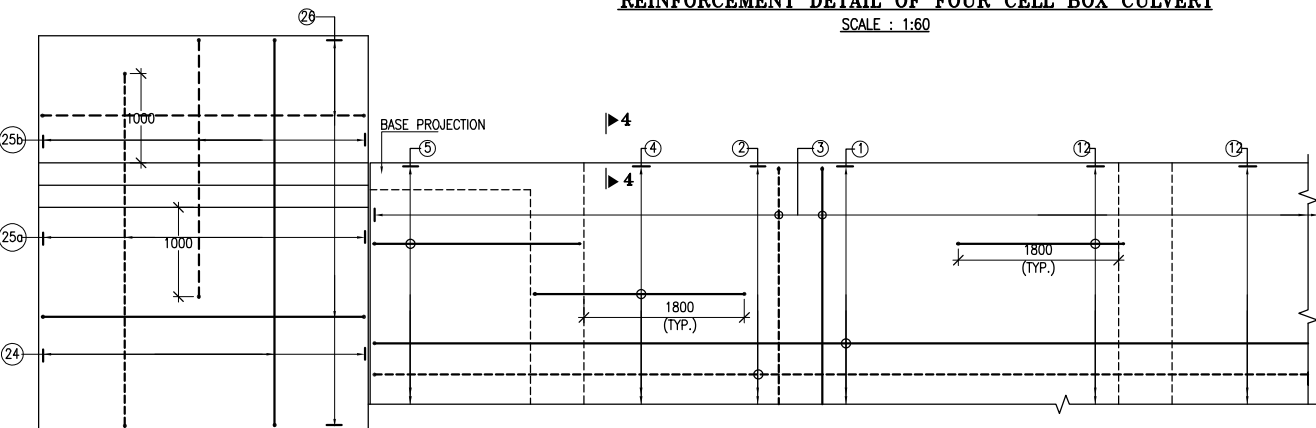 REINFORCEMENT DETAIL OF FOUR CELL BOX CULVERT
SCALE : 1:60
26
1000
25b
BASE PROJECTION
4
5
4
2
3
1
12
12
4
25a
1000
1800
(TYP.)
1800
(TYP.)
24